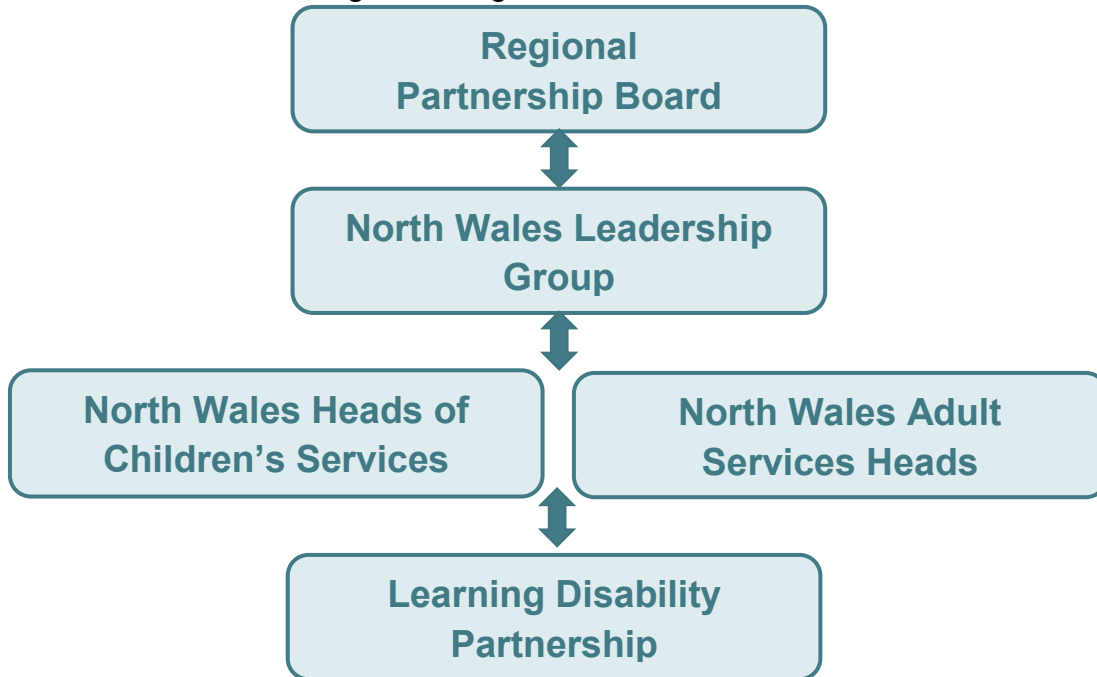 Regional
Partnership Board
North Wales Leadership
Group
North Wales Heads of
Children’s Services
North Wales Adult
Services Heads
Learning Disability
Partnership